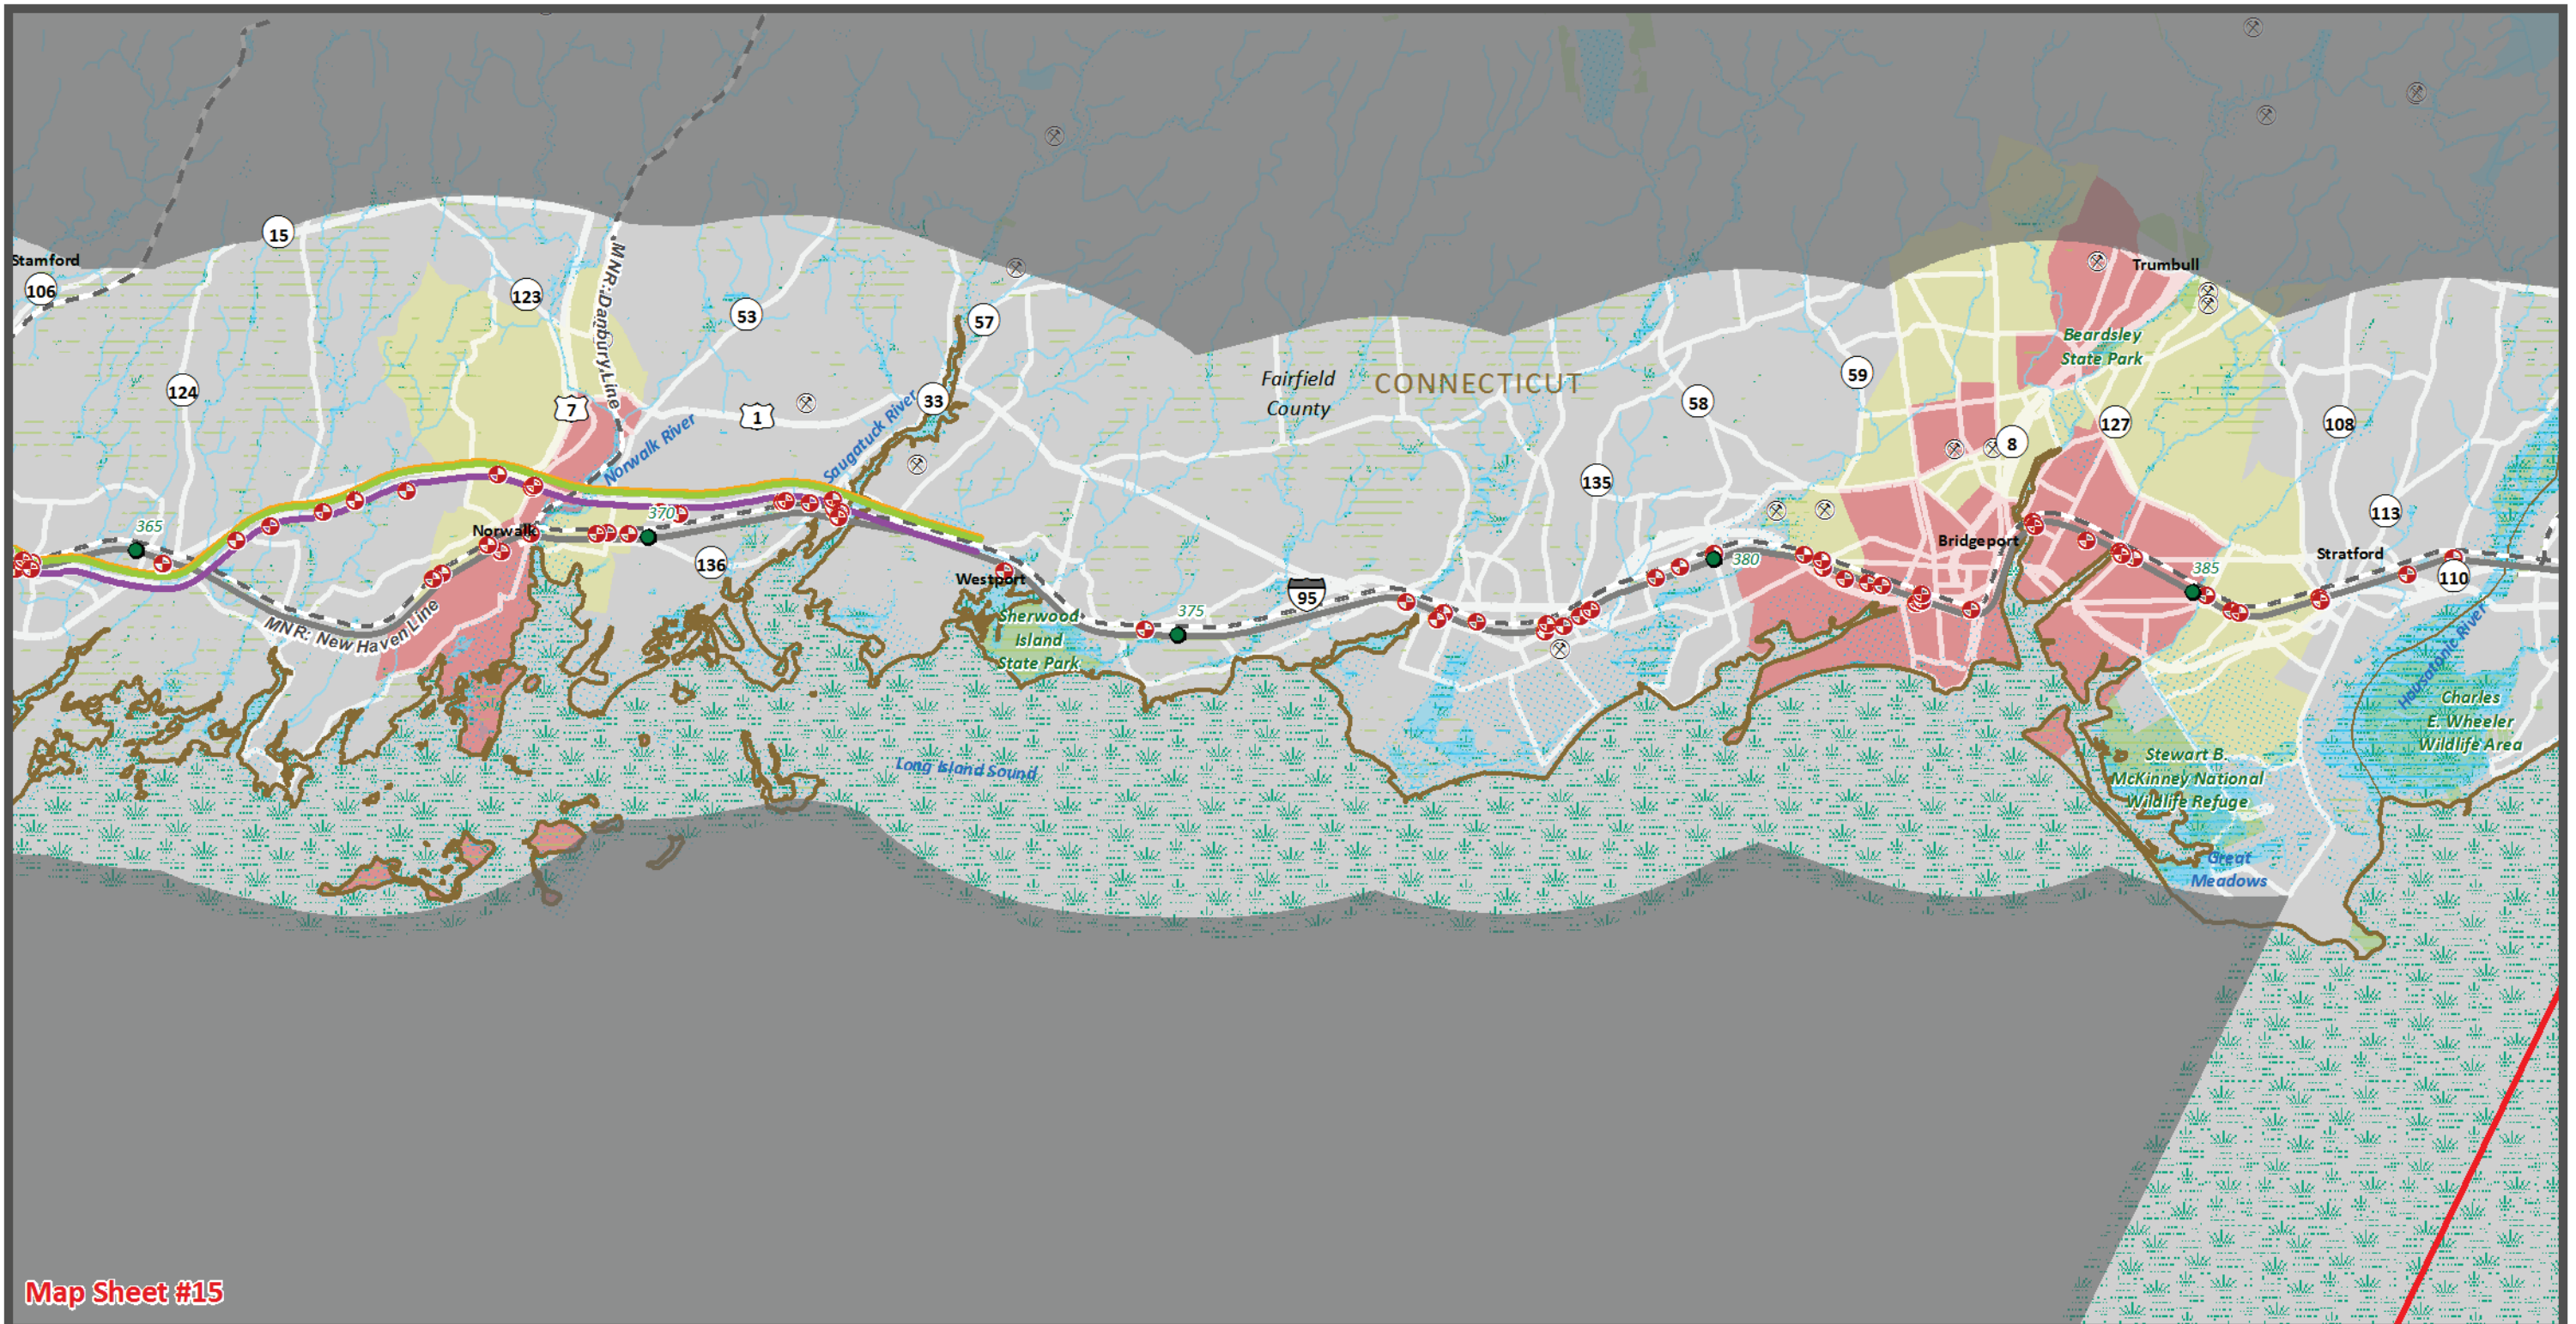 15
Stamford
106
123
MNR: Danbury Line
53
57
Trumbull
Beardsley
State Park
124
7
1
33
Norwalk River
Saugatuck River
Fairfield
County
CONNECTICUT
58
59
127
8
108
135
113
365
370
Norwalk
136
MNR: New Haven Line
Westport
Sherwood
Island
State Park
375
95
380
Bridgeport
385
Stratford
110
Housatonic River
Charles
E. Wheeler
Wildlife Area
Long Island Sound
Stewart B.
McKinney National
Wildlife Refuge
Great
Meadows
Map Sheet #15